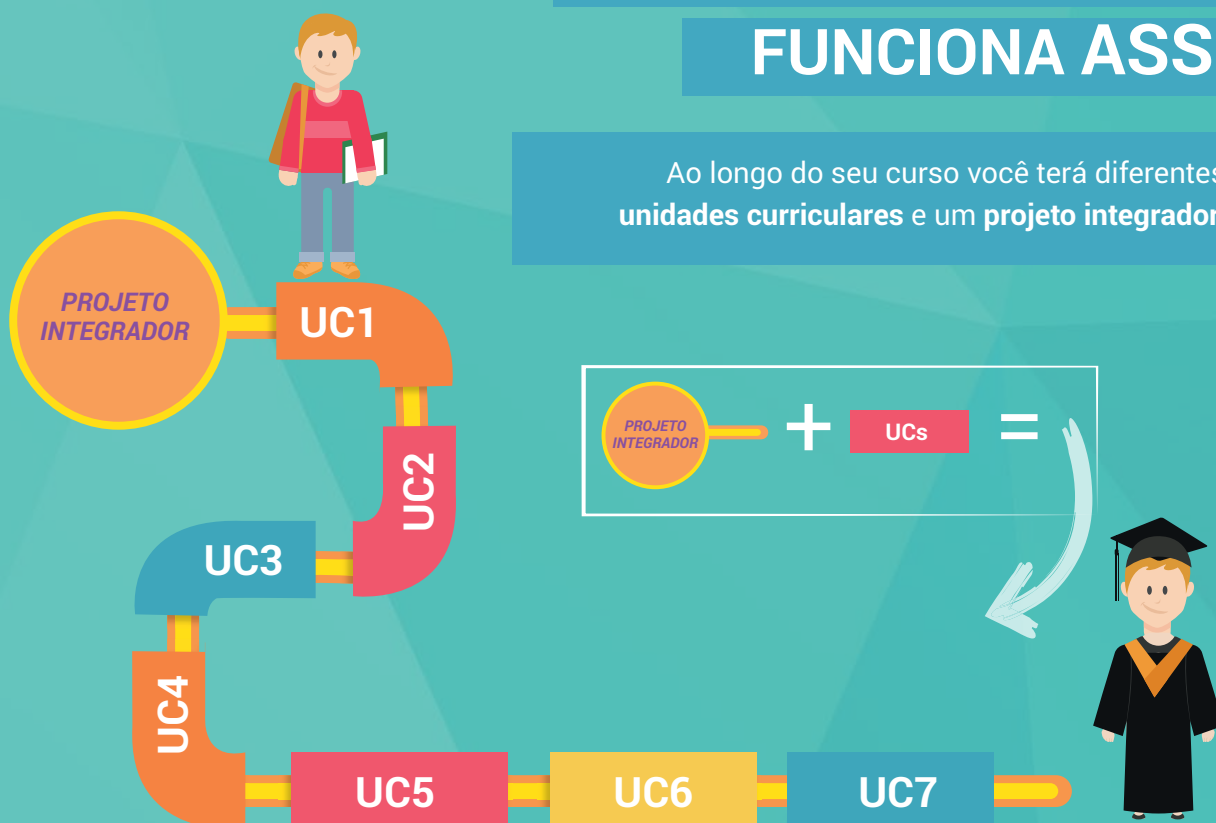 FUNCIONA ASS
Ao longo do seu curso você terá diferentes
unidades curriculares e um projeto integrador
PROJETO
INTEGRADOR
UC1
PROJETO
INTEGRADOR
+
UCs
=
UC2
UC3
UC4
UC5
UC6
UC7